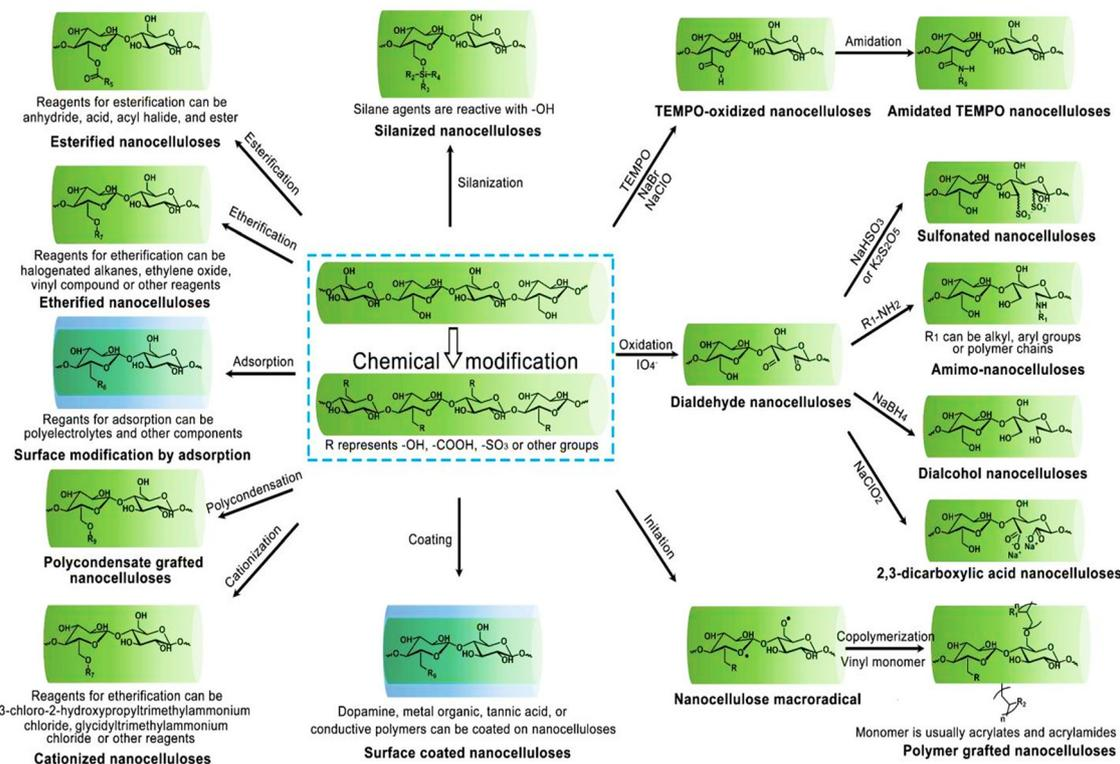 Reagents for esterification can be
anhydride, acid, acyl halide, and ester
Esterified nanocelluloses
Esterification
Silane agents are reactive with -OH
Silanized nanocelluloses
Silanization
TEMPO-oxidized nanocelluloses
Amidation
Amidated TEMPO nanocelluloses
TEMPO
NaBr
NaClO
Etherification
Reagents for etherification can be
halogenated alkanes, ethylene oxide,
vinyl compound or other reagents
Etherified nanocelluloses
Adsorption
Regants for adsorption can be
polyelectrolytes and other components
Surface modification by adsorption
Chemical modification
R represents -OH, -COOH, -SO3 or other groups
Oxidation
IO4-
Dialdehyde nanocelluloses
NaHSO3
or K2S2O5
Sulfonated nanocelluloses
R1-NH2
R1 can be alkyl, aryl groups
or polymer chains
Amimo-nanocelluloses
NaBH4
Dialcohol nanocelluloses
NaClO2
2,3-dicarboxylic acid nanocelluloses
Polycondensation
Polycondensate grafted
nanocelluloses
Cationization
Reagents for etherification can be
3-chloro-2-hydroxypropyltrimethylammonium
chloride, glycidyltrimethylammonium
chloride or other reagents
Cationized nanocelluloses
Coating
Dopamine, metal organic, tannic acid, or
conductive polymers can be coated on nanocelluloses
Surface coated nanocelluloses
Initation
Nanocellulose macroradical
Copolymerization
Vinyl monomer
Monomer is usually acrylates and acrylamides
Polymer grafted nanocelluloses